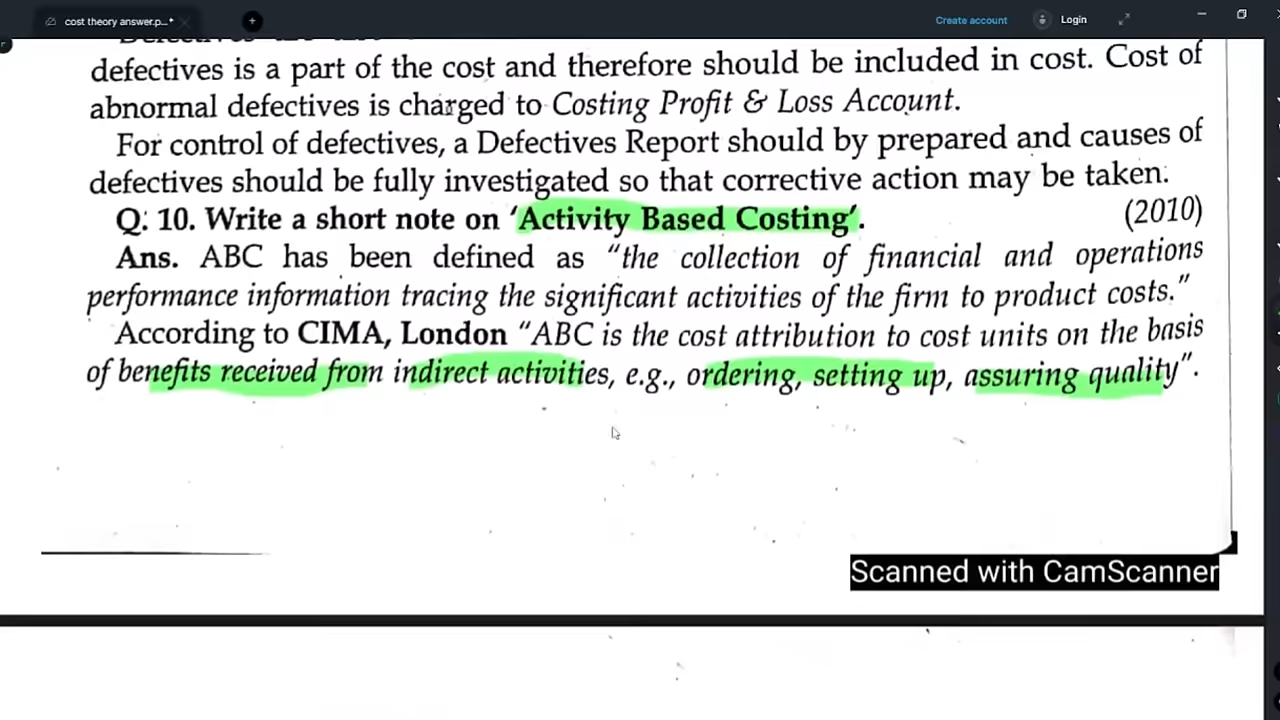 cost theory answer.p...*
+
Create account
Login
defectives is a part of the cost and therefore should be included in cost. Cost of
abnormal defectives is charged to Costing Profit & Loss Account.
For control of defectives, a Defectives Report should by prepared and causes of
defectives should be fully investigated so that corrective action may be taken.
Q. 10. Write a short note on ‘Activity Based Costing’. (2010)
Ans. ABC has been defined as “the collection of financial and operations
performance information tracing the significant activities of the firm to product costs.”
According to CIMA, London “ABC is the cost attribution to cost units on the basis
of benefits received from indirect activities, e.g., ordering, setting up, assuring quality”.
Scanned with CamScanner